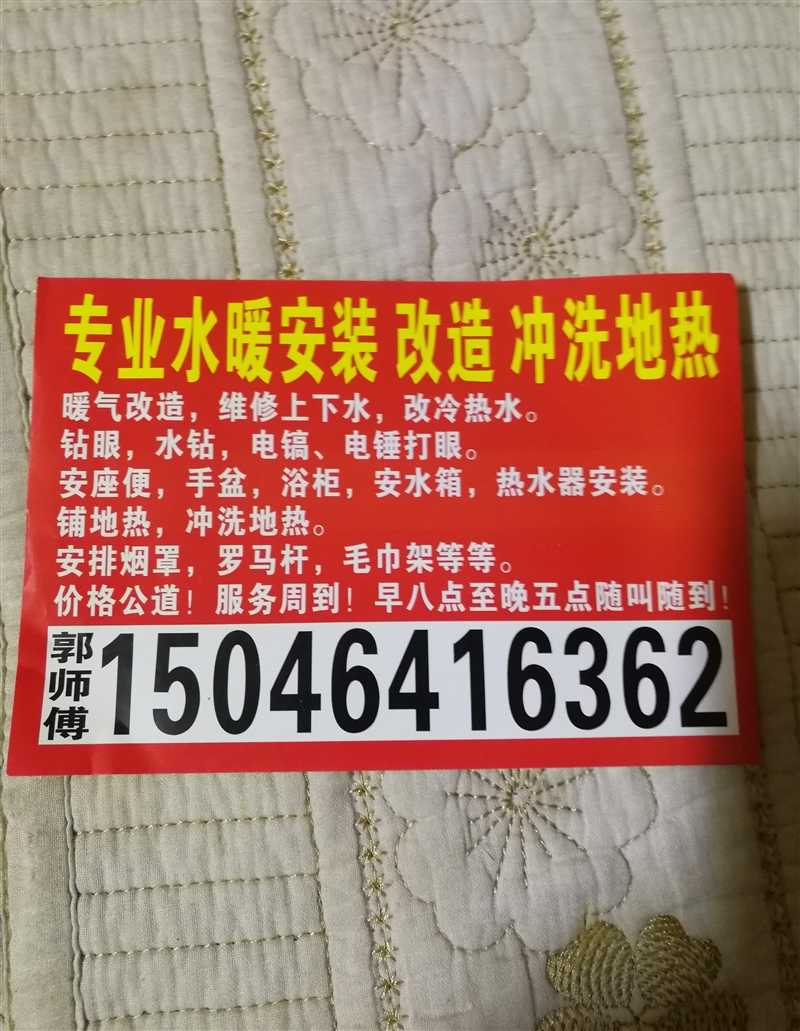 专业水暖安装 改造 冲洗地热
暖气改造，维修上下水，改冷热水。
钻眼，水钻，电镐、电锤打眼。
安座便，手盆，浴柜，安水箱，热水器安装。
铺地热，冲洗地热。
安排烟罩，罗马杆，毛巾架等等。
价格公道！服务周到！早八点至晚五点随叫随到！
郭师傅 15046416362